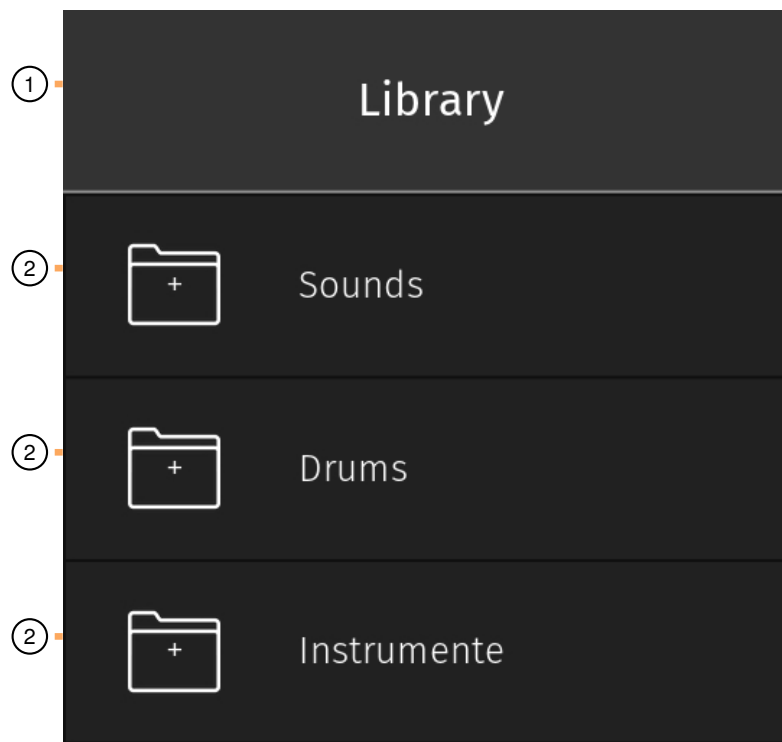 ① Library
② + Sounds
② + Drums
② + Instrumente